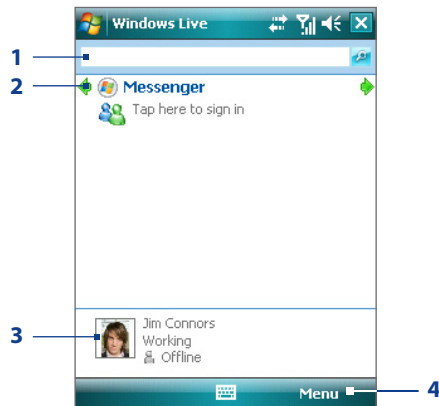 Windows Live
1
2
Messenger
Tap here to sign in
3
Jim Connors
Working
Offline
Menu
4